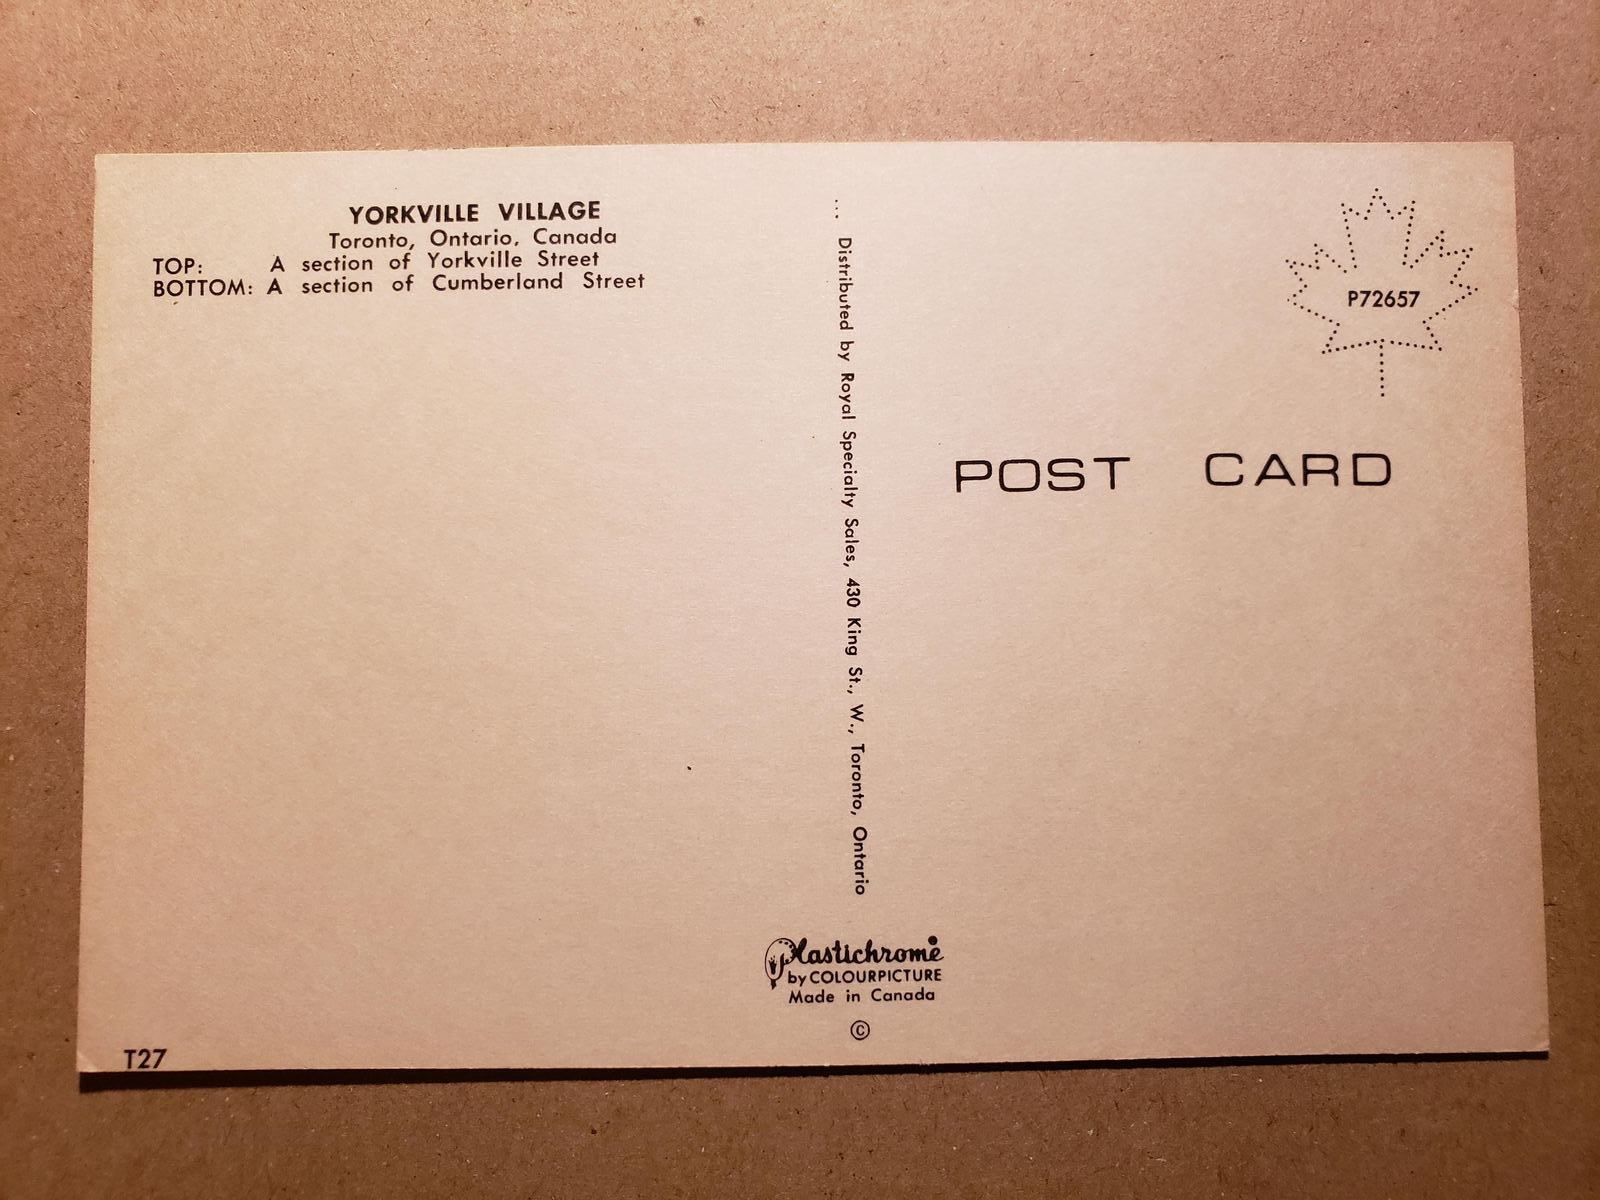 YORKVILLE VILLAGE
Toronto, Ontario, Canada
TOP: A section of Yorkville Street
BOTTOM: A section of Cumberland Street
T27
... Distributed by Royal Specialty Sales, 430 King St., W., Toronto, Ontario
Plastichrome
by COLOURPICTURE
Made in Canada
©
P72657
POST CARD